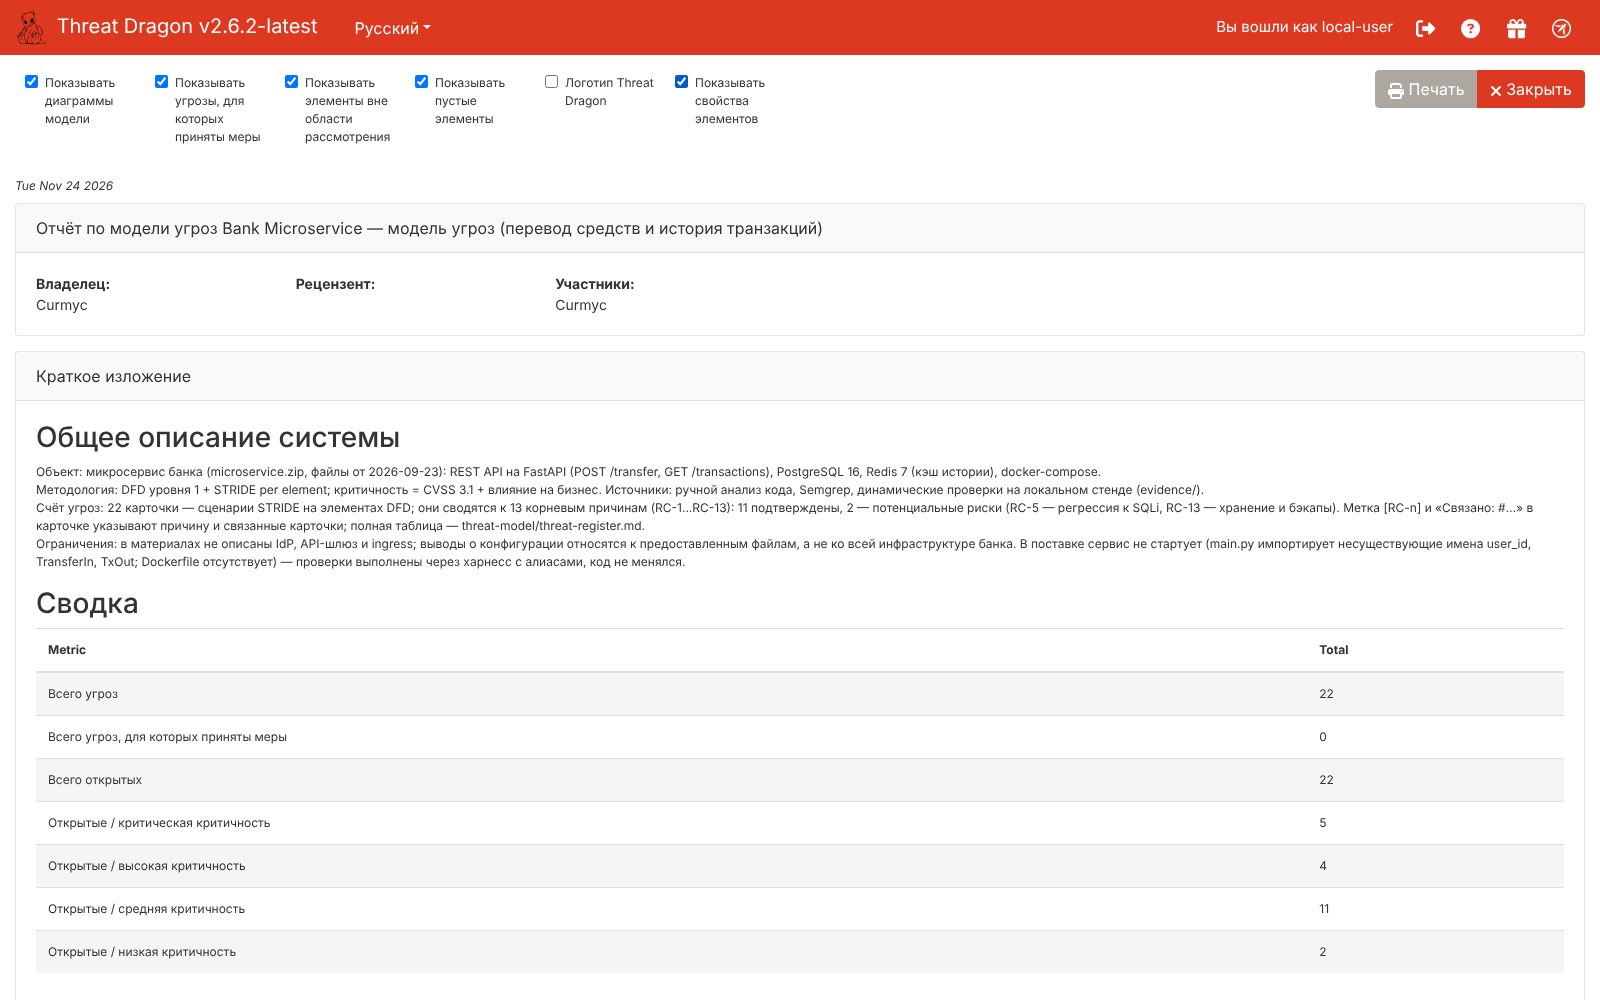 Threat Dragon v2.6.2-latest
Русский
Вы вошли как local-user
Показывать диаграммы модели
Показывать угрозы, для которых приняты меры
Показывать элементы вне области рассмотрения
Показывать пустые элементы
Логотип Threat Dragon
Показывать свойства элементов
Печать
Закрыть
Tue Nov 24 2026
Отчёт по модели угроз Bank Microservice — модель угроз (перевод средств и история транзакций)
Владелец:
Curmyc
Рецензент:
Участники:
Curmyc
Краткое изложение
Общее описание системы
Объект: микросервис банка (microservice.zip, файлы от 2026-09-23): REST API на FastAPI (POST /transfer, GET /transactions), PostgreSQL 16, Redis 7 (кэш истории), docker-compose.
Методология: DFD уровня 1 + STRIDE per element; критичность = CVSS 3.1 + влияние на бизнес. Источники: ручной анализ кода, Semgrep, динамические проверки на локальном стенде (evidence/).
Счёт угроз: 22 карточки — сценарии STRIDE на элементах DFD; они сводятся к 13 корневым причинам (RC-1…RC-13): 11 подтверждены, 2 — потенциальные риски (RC-5 — регрессия к SQLi, RC-13 — хранение и бэкапы). Метка [RC-n] и «Связано: #…» в
карточке указывают причину и связанные карточки; полная таблица — threat-model/threat-register.md.
Ограничения: в материалах не описаны IdP, API-шлюз и ingress; выводы о конфигурации относятся к предоставленным файлам, а не ко всей инфраструктуре банка. В поставке сервис не стартует (main.py импортирует несуществующие имена user_id,
TransferIn, TxOut; Dockerfile отсутствует) — проверки выполнены через харнесс с алиасами, код не менялся.
Сводка
Metric Total
Всего угроз 22
Всего угроз, для которых приняты меры 0
Всего открытых 22
Открытые / критическая критичность 5
Открытые / высокая критичность 4
Открытые / средняя критичность 11
Открытые / низкая критичность 2